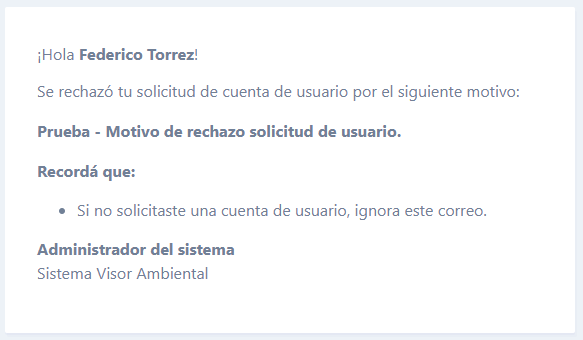 ¡Hola Federico Torrez!
Se rechazó tu solicitud de cuenta de usuario por el siguiente motivo:
Prueba - Motivo de rechazo solicitud de usuario.
Recordá que:
• Si no solicitaste una cuenta de usuario, ignora este correo.
Administrador del sistema
Sistema Visor Ambiental